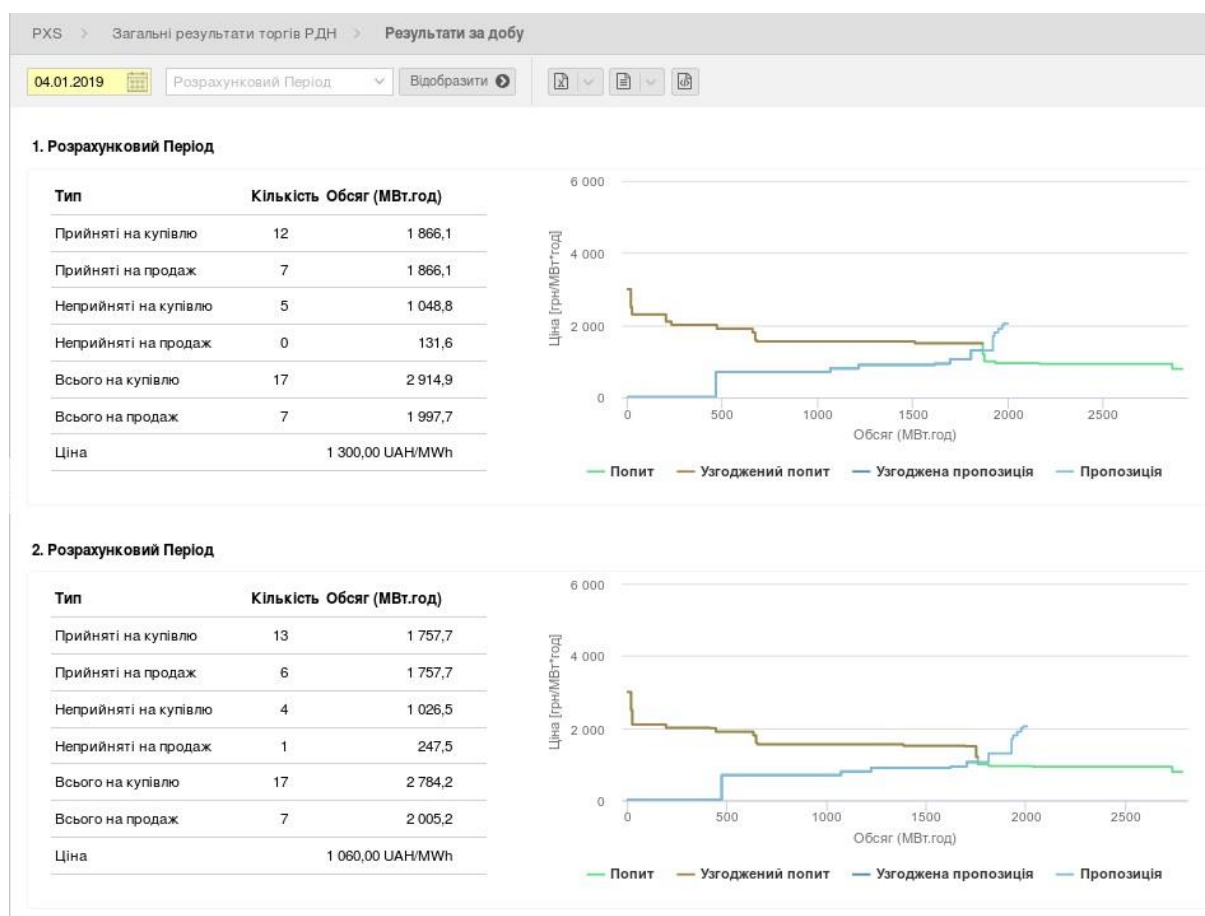 PXS > Загальні результати торгів РДН > Результати за добу
04.01.2019 Розрахунковий Період Відобразити
1. Розрахунковий Період
Тип Кількість Обсяг (МВт.год)
Прийняті на купівлю 12 1 866,1
Прийняті на продаж 7 1 866,1
Неприйняті на купівлю 5 1 048,8
Неприйняті на продаж 0 131,6
Всього на купівлю 17 2 914,9
Всього на продаж 7 1 997,7
Ціна 1 300,00 UAH/MWh
Ціна [грн/МВт*год]
6 000
4 000
2 000
0
0 500 1000 1500 2000 2500
Обсяг (МВт.год)
Попит Узгоджений попит Узгоджена пропозиція Пропозиція
2. Розрахунковий Період
Тип Кількість Обсяг (МВт.год)
Прийняті на купівлю 13 1 757,7
Прийняті на продаж 6 1 757,7
Неприйняті на купівлю 4 1 026,5
Неприйняті на продаж 1 247,5
Всього на купівлю 17 2 784,2
Всього на продаж 7 2 005,2
Ціна 1 060,00 UAH/MWh
Ціна [грн/МВт*год]
6 000
4 000
2 000
0
0 500 1000 1500 2000 2500
Обсяг (МВт.год)
Попит Узгоджений попит Узгоджена пропозиція Пропозиція